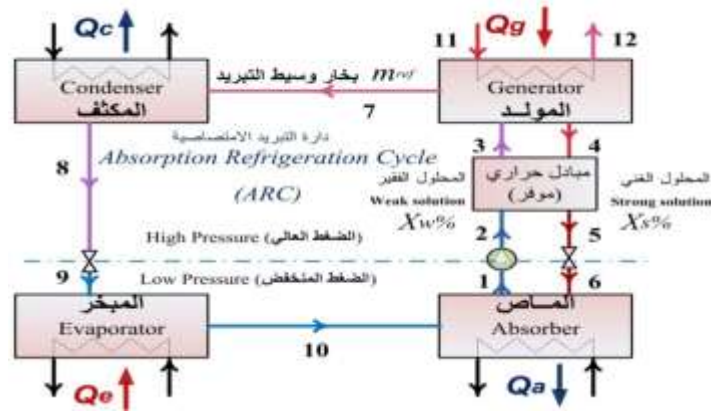 Qc
Qg
11
12
Condenser
المكثف
بخار وسيط التبريد mref
7
Generator
المولد
8
دارة التبريد الامتصاصية
Absorption Refrigeration Cycle
(ARC)
3
4
المحلول الفقير
Weak solution
Xw%
مبادل حراري
(موفر)
المحلول الغني
Strong solution
Xs%
2
5
High Pressure (الضغط العالي)
9
Low Pressure (الضغط المنخفض)
1
6
المبخر
Evaporator
10
الماص
Absorber
Qe
Qa